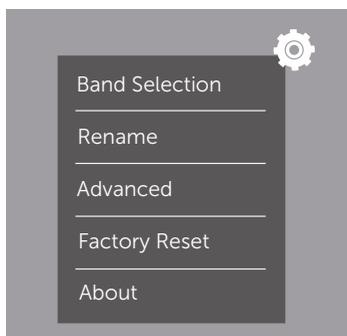 Band Selection
Rename
Advanced
Factory Reset
About